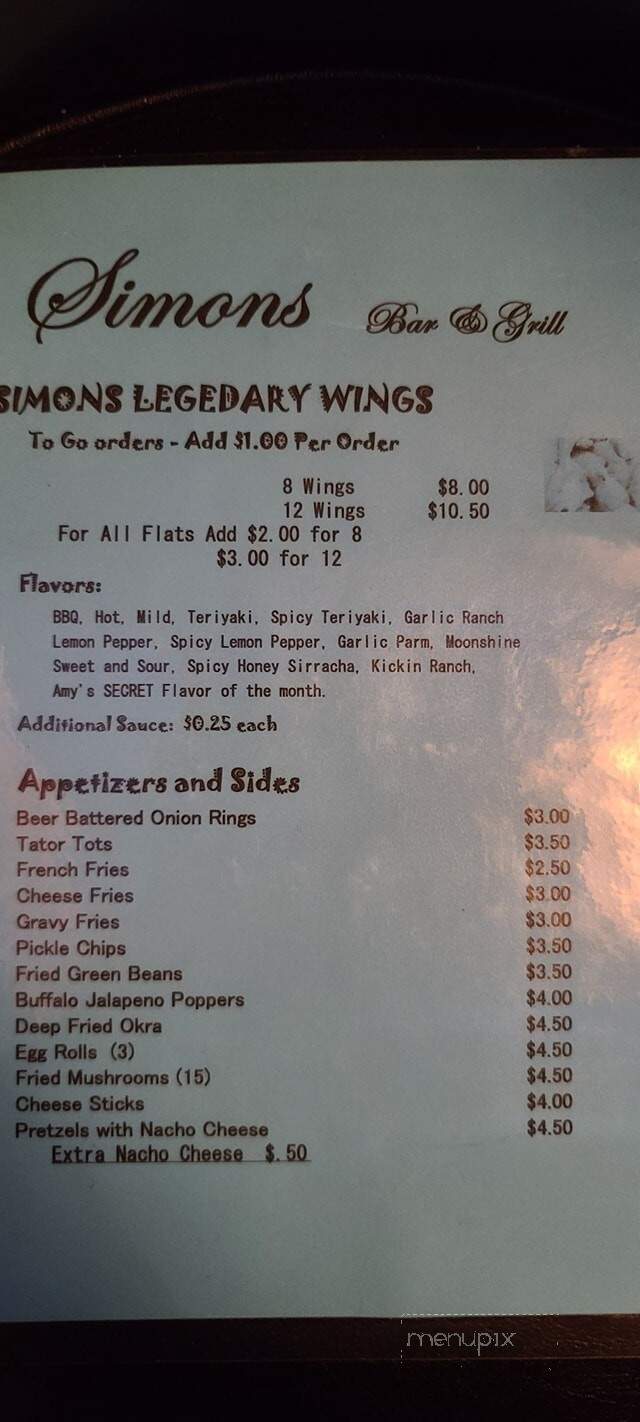 Simons Bar & Grill
SIMONS LEGEDARY WINGS
To Go orders - Add $1.00 Per Order
8 Wings $8.00
12 Wings $10.50
For All Flats Add $2.00 for 8
$3.00 for 12
Flavors:
BBQ, Hot, Mild, Teriyaki, Spicy Teriyaki, Garlic Ranch
Lemon Pepper, Spicy Lemon Pepper, Garlic Parm, Moonshine
Sweet and Sour, Spicy Honey Sirracha, Kickin Ranch,
Amy's SECRET Flavor of the month.
Additional Sauce: $0.25 each
Appetizers and Sides
Beer Battered Onion Rings $3.00
Tator Tots $3.50
French Fries $2.50
Cheese Fries $3.00
Gravy Fries $3.00
Pickle Chips $3.50
Fried Green Beans $3.50
Buffalo Jalapeno Poppers $4.00
Deep Fried Okra $4.50
Egg Rolls (3) $4.50
Fried Mushrooms (15) $4.50
Cheese Sticks $4.00
Pretzels with Nacho Cheese $4.50
Extra Nacho Cheese $.50
menupix